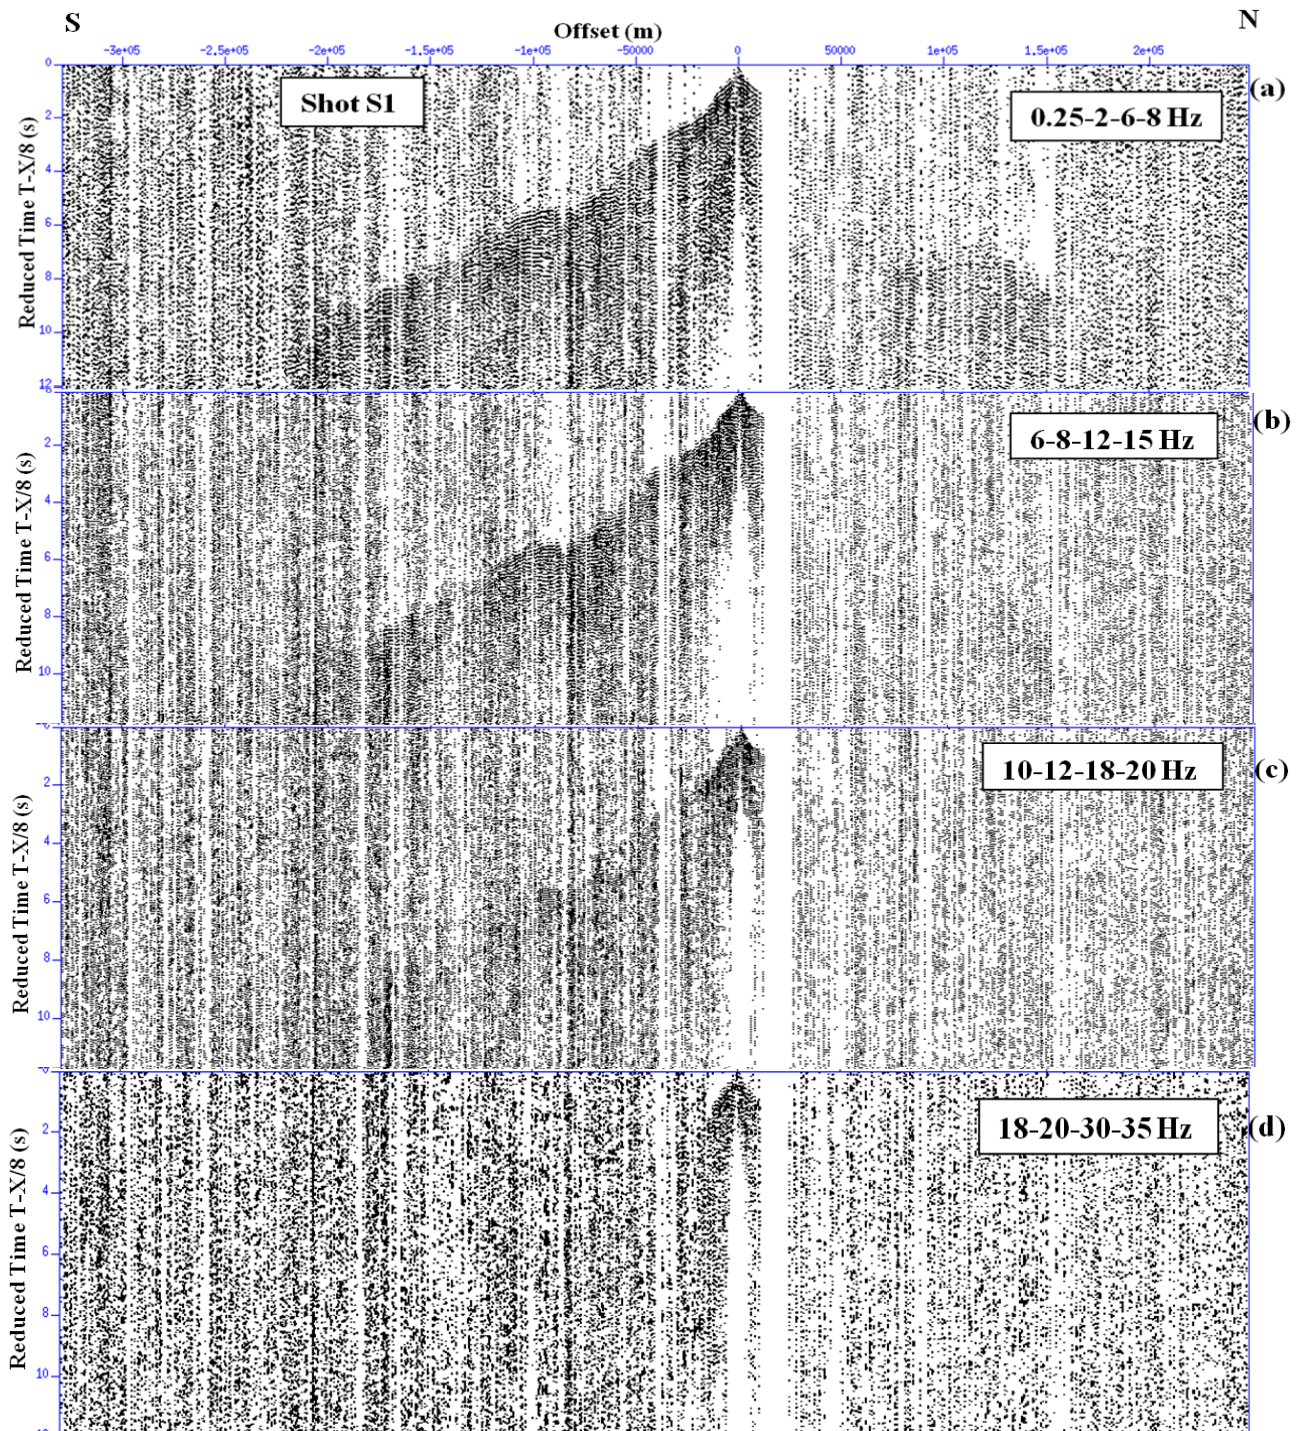 S
N
Offset (m)
-3e+05 -2.5e+05 -2e+05 -1.5e+05 -1e+05 -50000 0 50000 1e+05 1.5e+05 2e+05
(a)
Shot S1
0.25-2-6-8 Hz
Reduced Time T-X/8 (s)
0
2
4
6
8
10
12
(b)
6-8-12-15 Hz
Reduced Time T-X/8 (s)
2
4
6
8
10
(c)
10-12-18-20 Hz
Reduced Time T-X/8 (s)
2
4
6
8
10
(d)
18-20-30-35 Hz
Reduced Time T-X/8 (s)
2
4
6
8
10